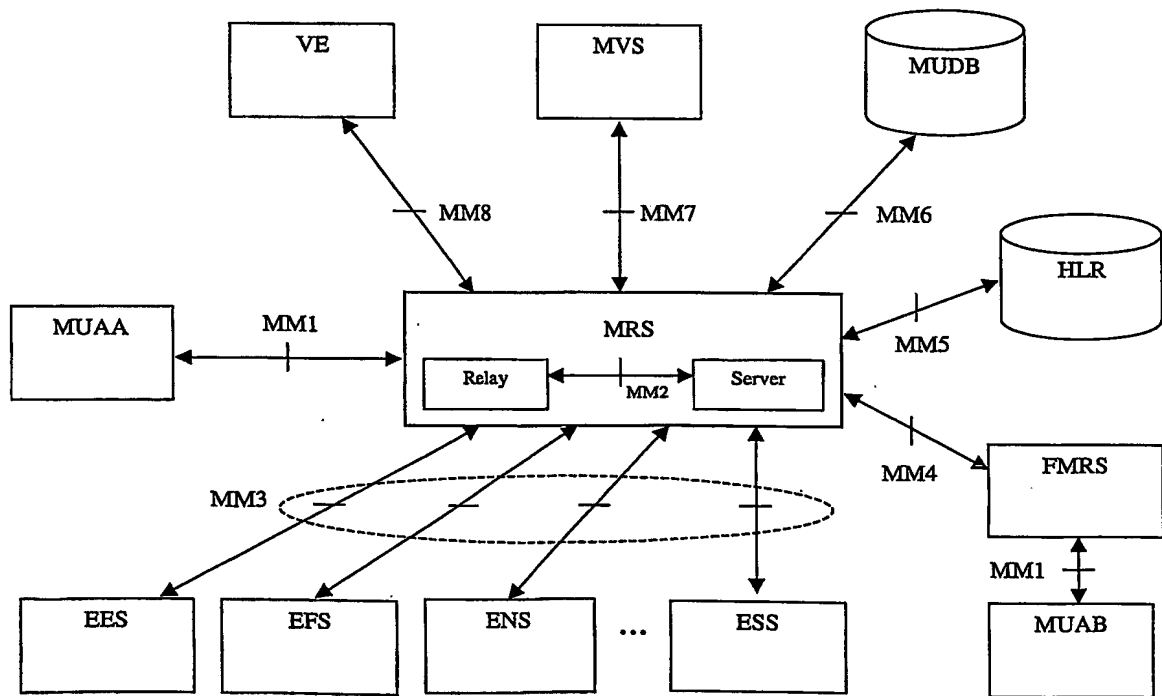 VE
MVS
MUDB
MM8
MM7
MM6
HLR
MUAA
MM1
MRS
MM5
Relay
MM2
Server
MM4
FMRS
MM3
MM1
EES
EFS
ENS
...
ESS
MUAB